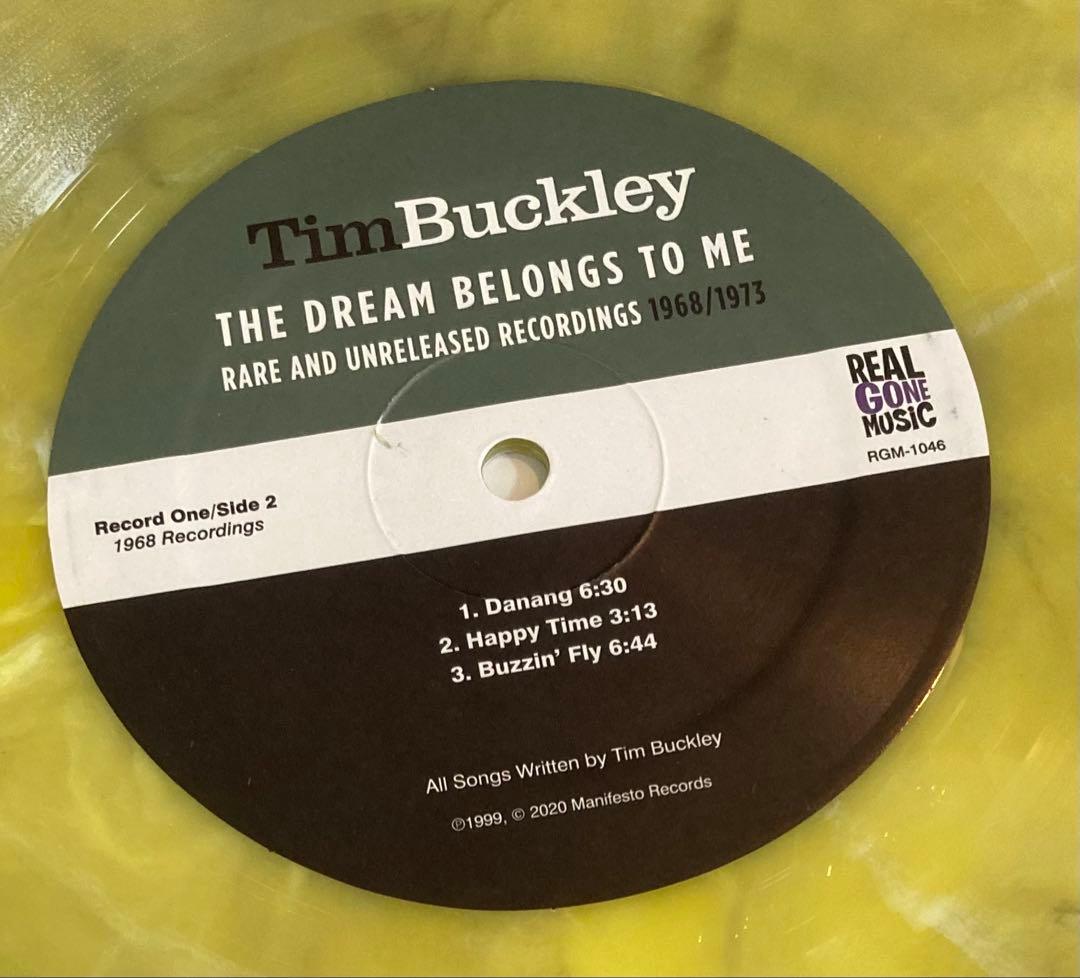 TimBuckley
THE DREAM BELONGS TO ME
RARE AND UNRELEASED RECORDINGS 1968/1973
REAL
GONE
MUSiC
RGM-1046
Record One/Side 2
1968 Recordings
1. Danang 6:30
2. Happy Time 3:13
3. Buzzin’ Fly 6:44
All Songs Written by Tim Buckley
℗1999, © 2020 Manifesto Records